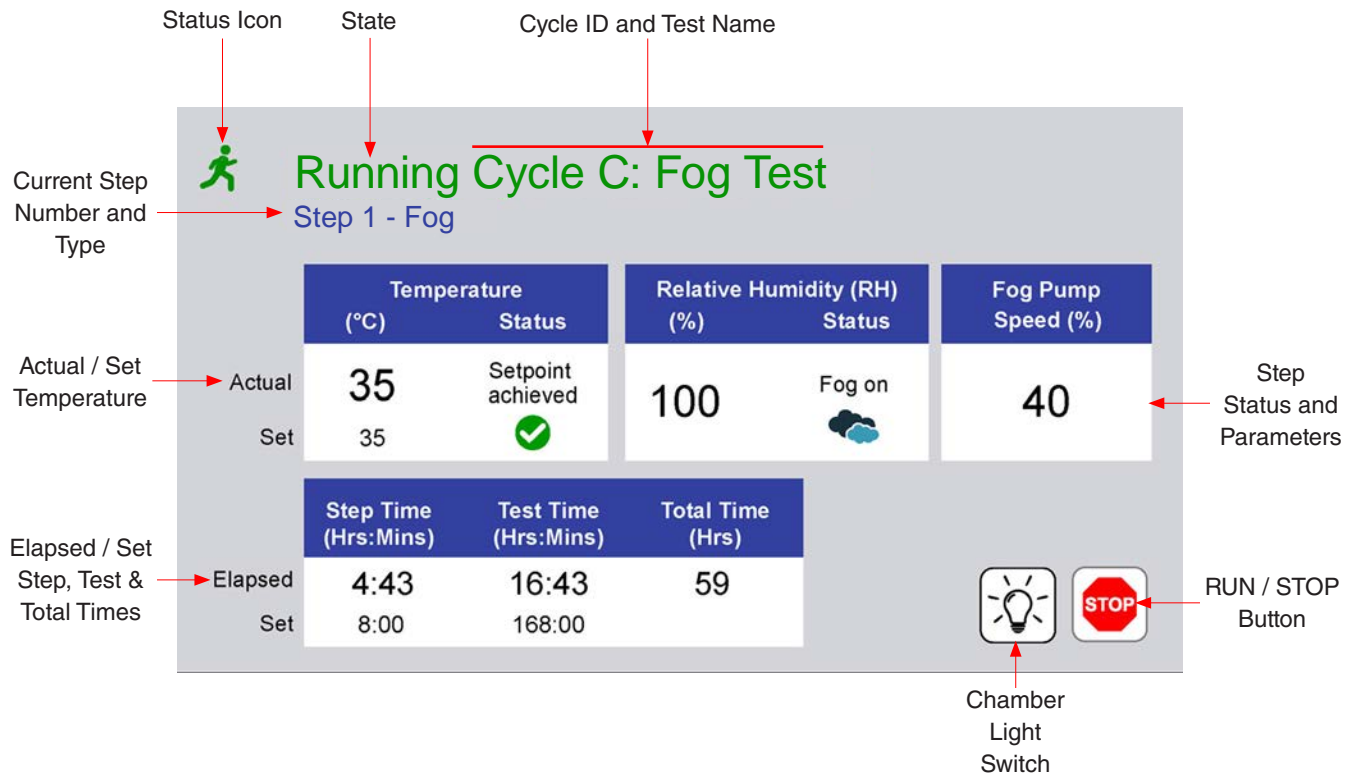 Status Icon
State
Cycle ID and Test Name
Running Cycle C: Fog Test
Current Step
Number and
Type
Step 1 - Fog
Temperature
(°C) Status
Relative Humidity (RH)
(%) Status
Fog Pump
Speed (%)
Actual / Set
Temperature
Actual
35
Setpoint
achieved
100
Fog on
40
Set
35
Step
Status and
Parameters
Step Time
(Hrs:Mins)
Test Time
(Hrs:Mins)
Total Time
(Hrs)
Elapsed / Set
Step, Test &
Total Times
Elapsed
4:43
16:43
59
Set
8:00
168:00
STOP
RUN / STOP
Button
Chamber
Light
Switch